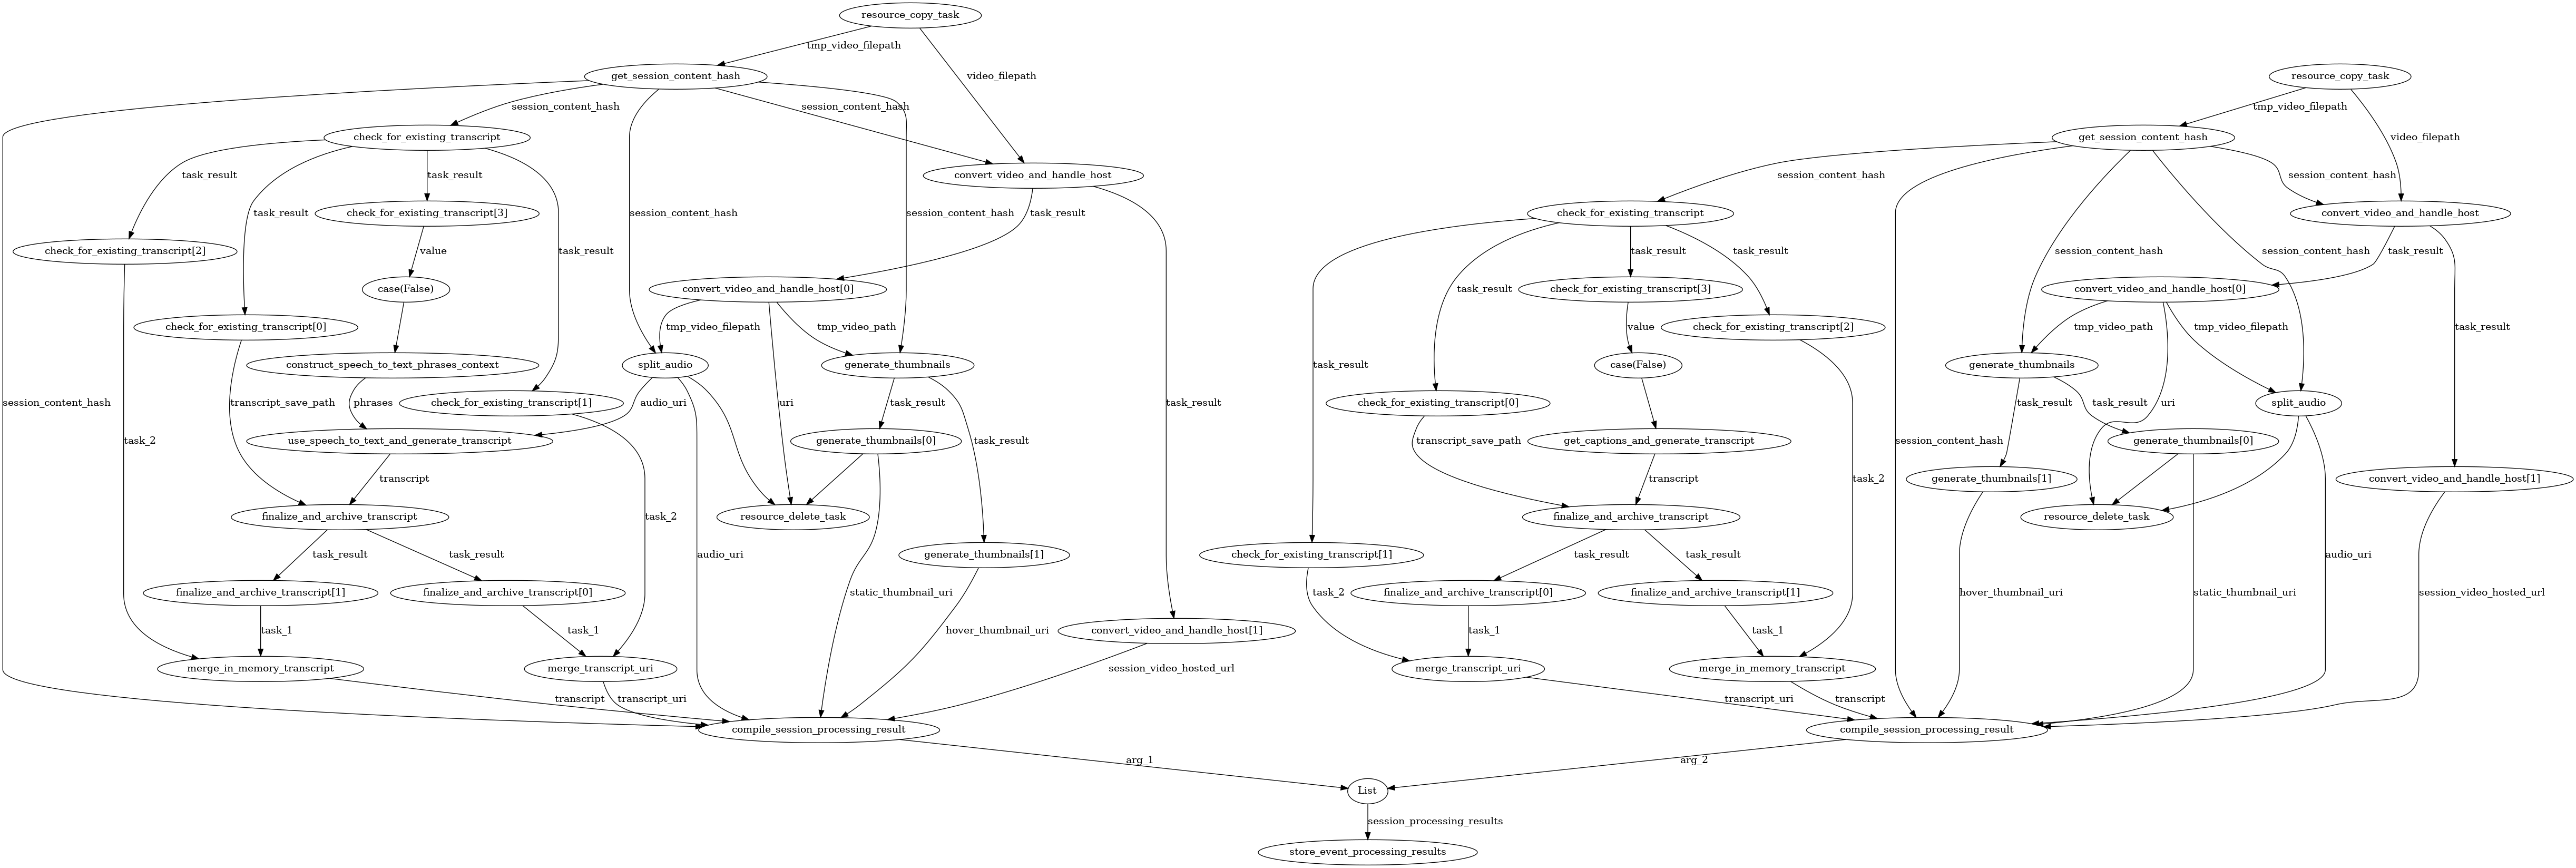 resource_copy_task
tmp_video_filepath
video_filepath
get_session_content_hash
resource_copy_task
session_content_hash
session_content_hash
tmp_video_filepath
check_for_existing_transcript
get_session_content_hash
video_filepath
task_result
task_result
convert_video_and_handle_host
session_content_hash
session_content_hash
task_result
check_for_existing_transcript[3]
session_content_hash
session_content_hash
task_result
check_for_existing_transcript
convert_video_and_handle_host
check_for_existing_transcript[2]
value
task_result
task_result
task_result
session_content_hash
session_content_hash
task_result
case(False)
convert_video_and_handle_host[0]
task_result
check_for_existing_transcript[3]
convert_video_and_handle_host[0]
check_for_existing_transcript[0]
tmp_video_filepath
tmp_video_path
value
check_for_existing_transcript[2]
tmp_video_path
tmp_video_filepath
task_result
construct_speech_to_text_phrases_context
split_audio
generate_thumbnails
task_result
case(False)
generate_thumbnails
session_content_hash
transcript_save_path
phrases
check_for_existing_transcript[1]
audio_uri
uri
task_result
task_result
check_for_existing_transcript[0]
task_result
task_result
uri
split_audio
task_2
use_speech_to_text_and_generate_transcript
generate_thumbnails[0]
task_result
transcript_save_path
get_captions_and_generate_transcript
session_content_hash
generate_thumbnails[0]
transcript
transcript
task_2
generate_thumbnails[1]
convert_video_and_handle_host[1]
finalize_and_archive_transcript
task_2
resource_delete_task
finalize_and_archive_transcript
resource_delete_task
task_result
task_result
audio_uri
generate_thumbnails[1]
check_for_existing_transcript[1]
task_result
task_result
audio_uri
finalize_and_archive_transcript[1]
finalize_and_archive_transcript[0]
static_thumbnail_uri
task_2
finalize_and_archive_transcript[0]
finalize_and_archive_transcript[1]
hover_thumbnail_uri
static_thumbnail_uri
session_video_hosted_url
task_1
task_1
hover_thumbnail_uri
convert_video_and_handle_host[1]
task_1
task_1
merge_in_memory_transcript
merge_transcript_uri
session_video_hosted_url
merge_transcript_uri
merge_in_memory_transcript
transcript
transcript_uri
transcript_uri
transcript
compile_session_processing_result
compile_session_processing_result
arg_1
arg_2
List
session_processing_results
store_event_processing_results